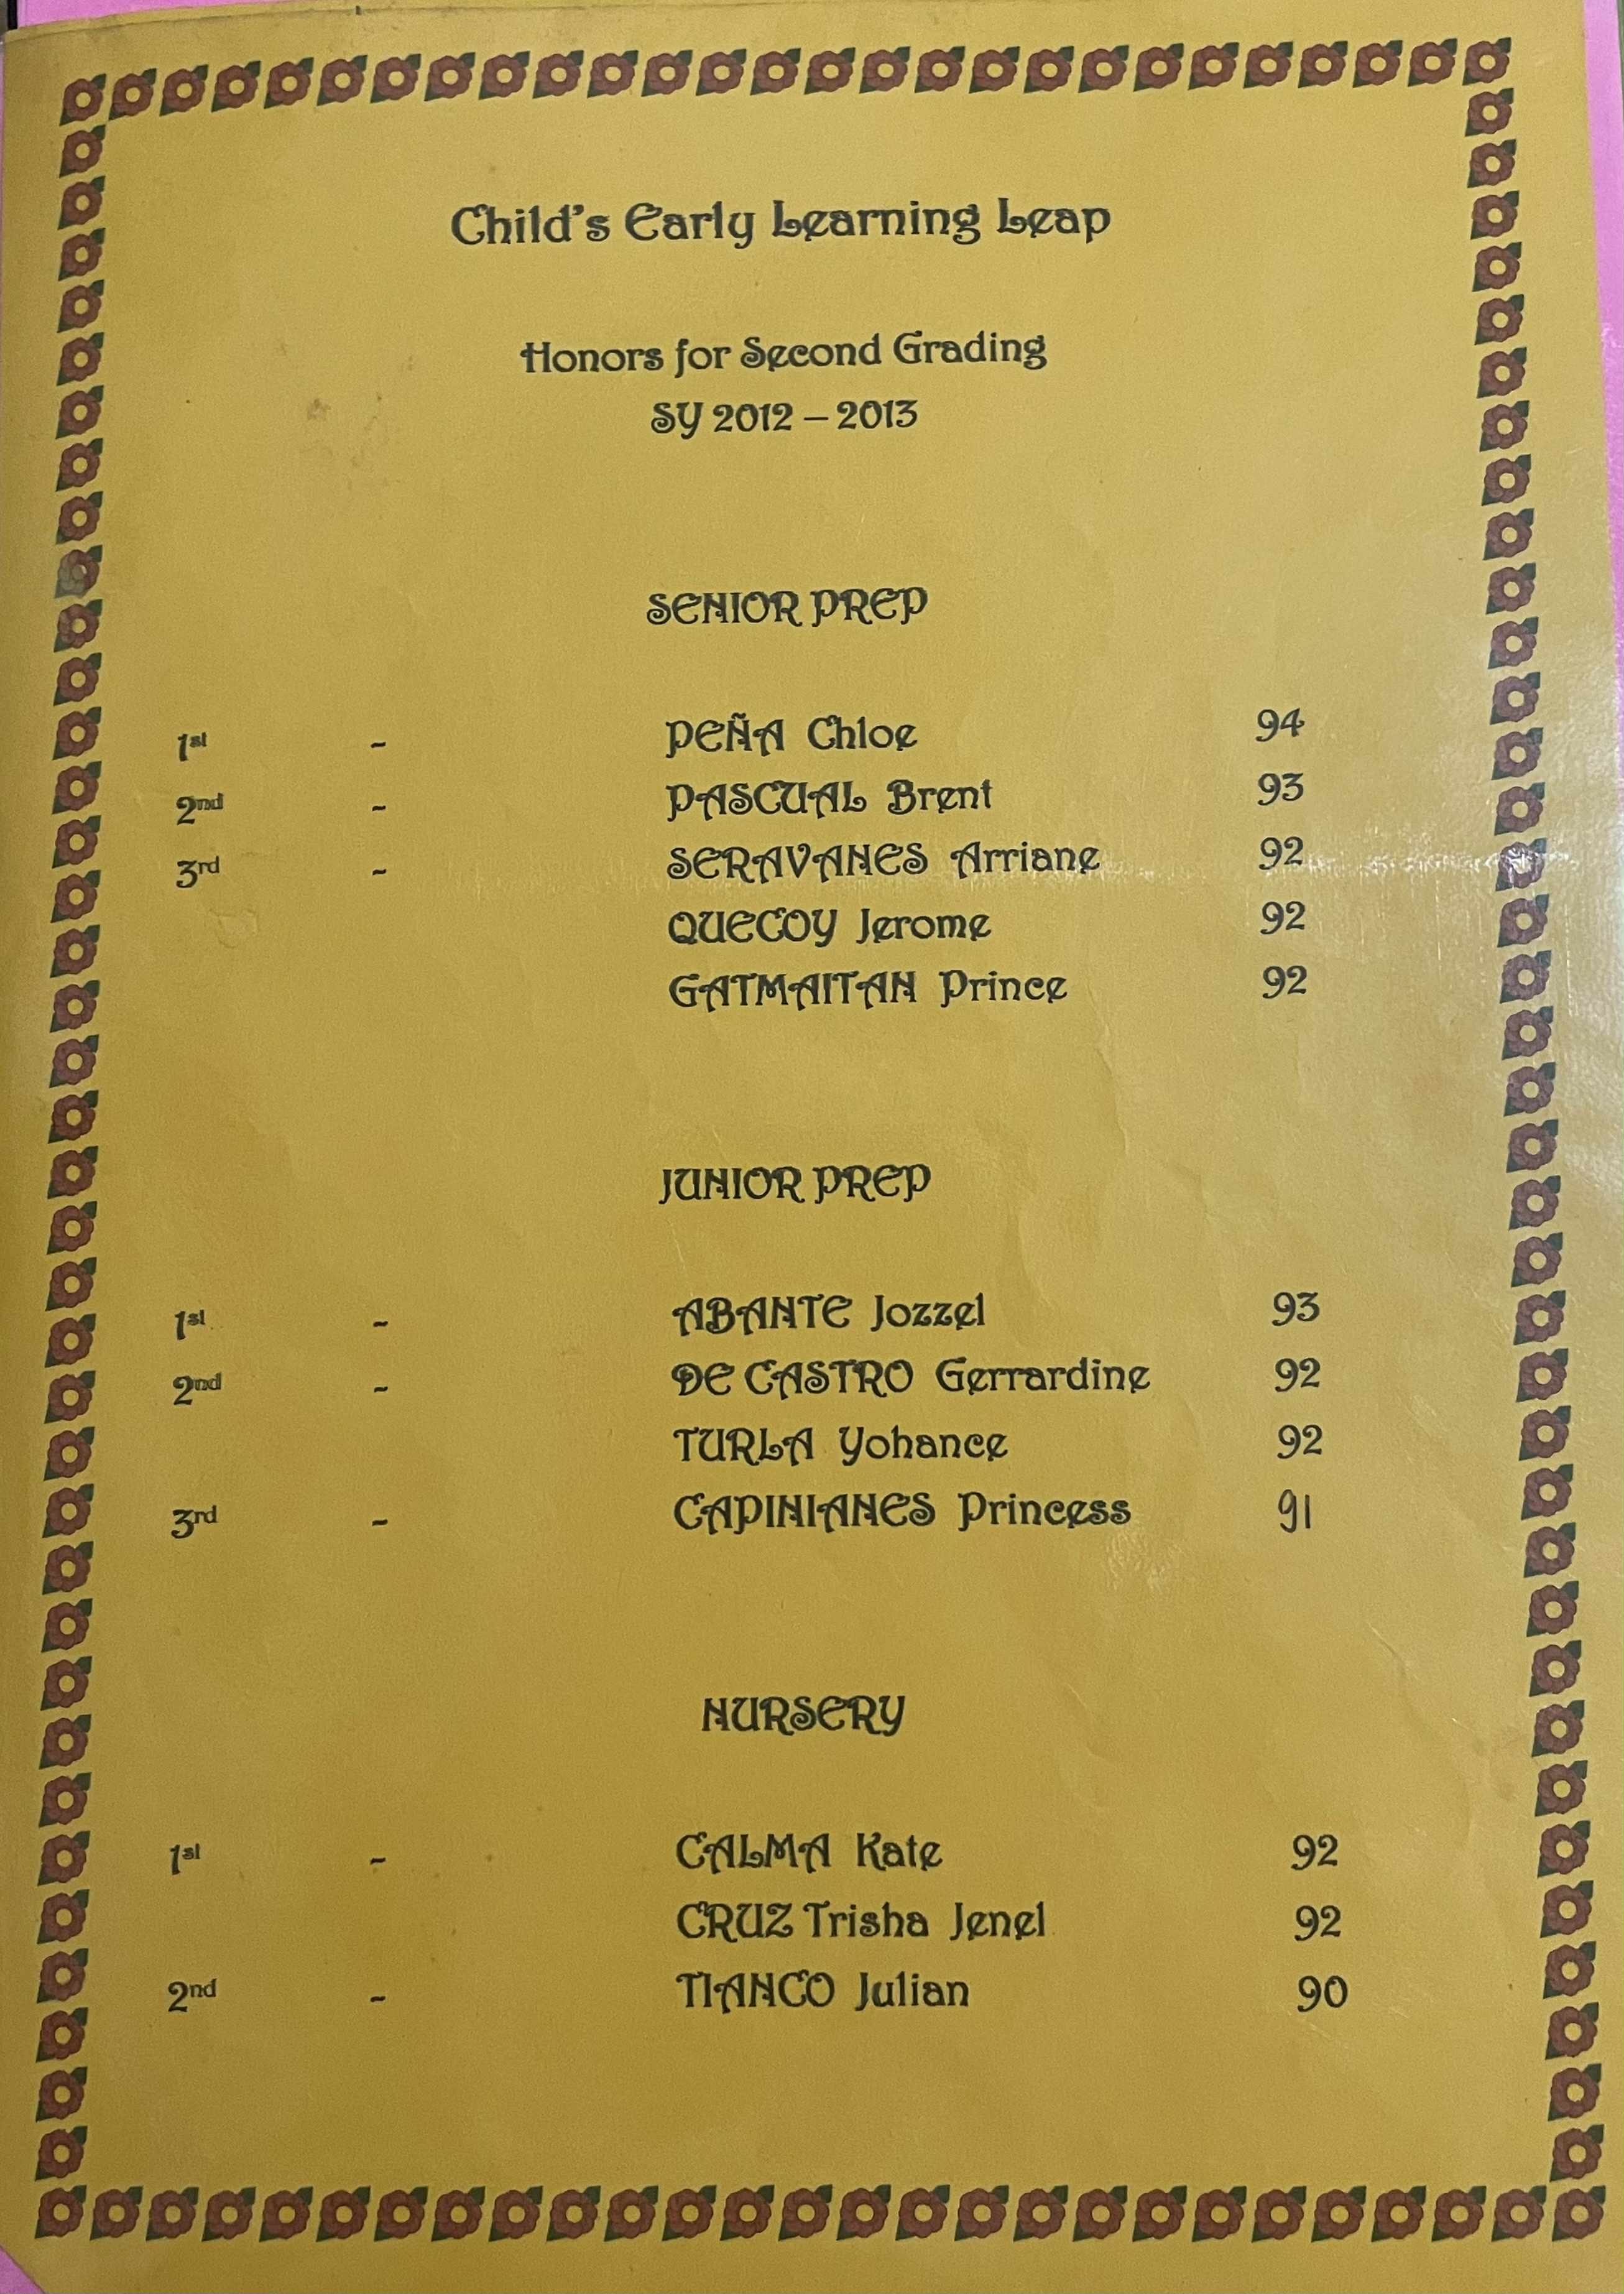 Child's Early Learning Leap
Honors for Second Grading
SY 2012 – 2013
SENIOR PREP
1st - PEÑA Chloe 94
2nd - PASCUAL Brent 93
3rd - SERAVANES Arriane 92
QUECOY Jerome 92
GATMAITAN Prince 92
JUNIOR PREP
1st - ABANTE Jozzel 93
2nd - DE CASTRO Gerrardine 92
TURLA Yohance 92
3rd - CAPINIANES Princess 91
NURSERY
1st - CALMA Kate 92
CRUZ Trisha Jenel 92
2nd - TIANCO Julian 90